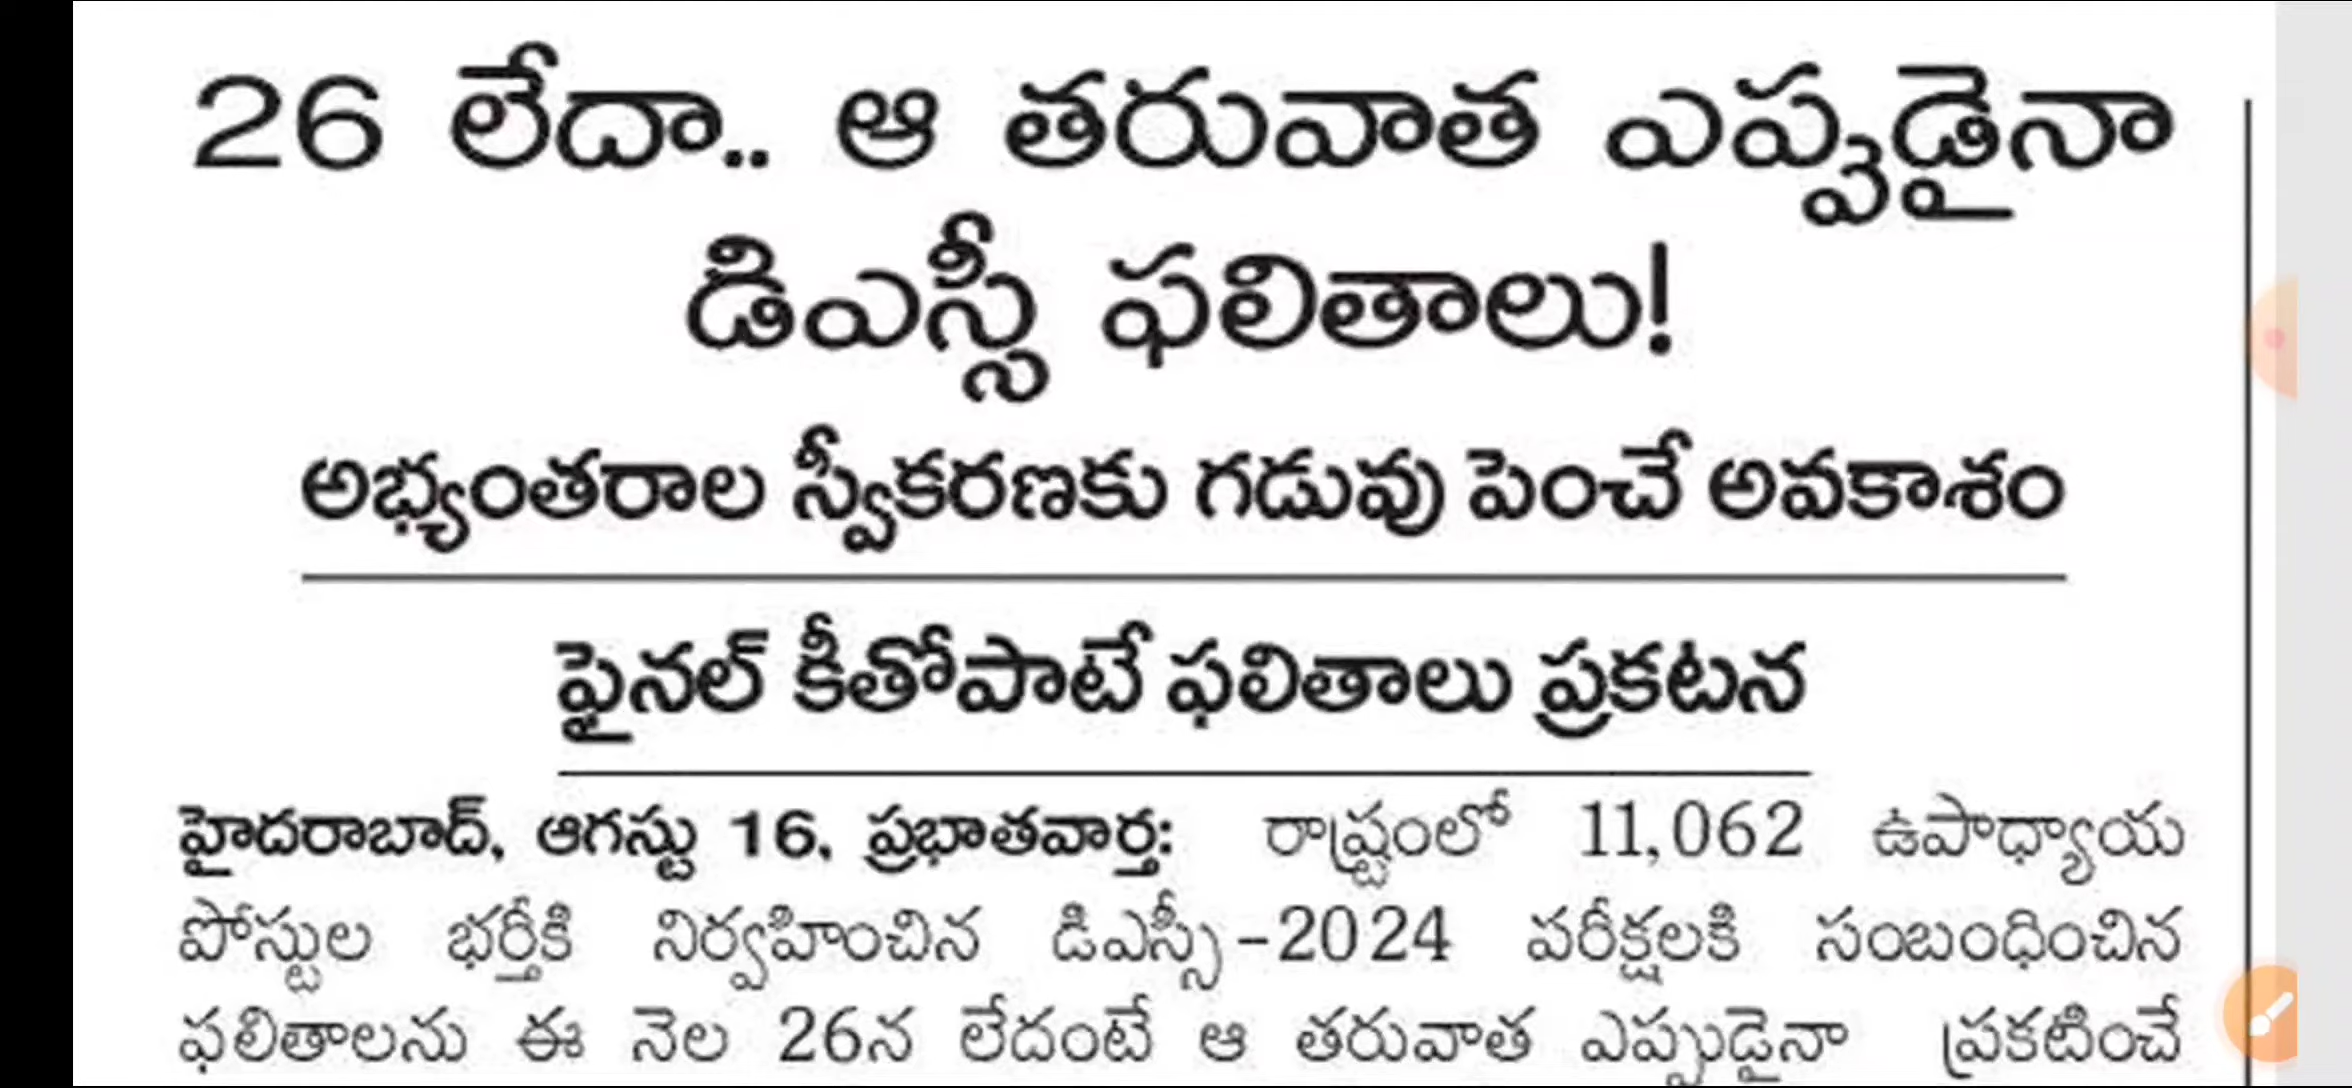 26 లేదా.. ఆ తరువాత ఎప్పుడైనా
డిఎస్సీ ఫలితాలు!
అభ్యంతరాల స్వీకరణకు గడువు పెంచే అవకాశం
ఫైనల్ కీతోపాటే ఫలితాలు ప్రకటన
హైదరాబాద్, ఆగస్టు 16, ప్రభాతవార్త: రాష్ట్రంలో 11,062 ఉపాధ్యాయ
పోస్టుల భర్తీకి నిర్వహించిన డిఎస్సీ-2024 పరీక్షలకి సంబంధించిన
ఫలితాలను ఈ నెల 26న లేదంటే ఆ తరువాత ఎప్పుడైనా ప్రకటించే